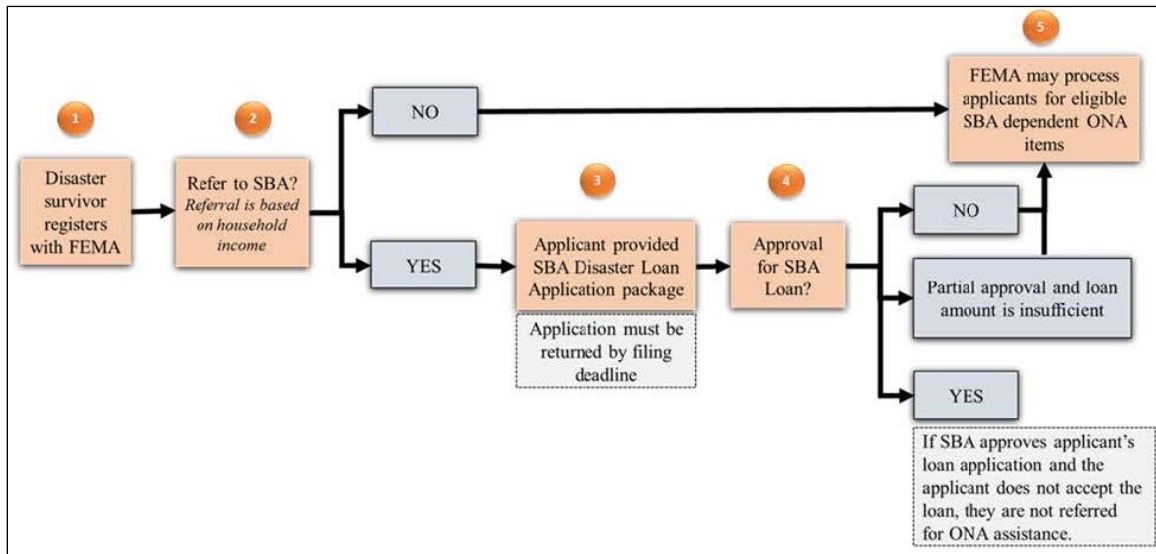 1
Disaster
survivor
registers
with FEMA
2
Refer to SBA?
Referral is based
on household
income
NO
YES
3
Applicant provided
SBA Disaster Loan
Application package
Application must be
returned by filing
deadline
4
Approval
for SBA
Loan?
NO
Partial approval and loan
amount is insufficient
YES
If SBA approves applicant’s
loan application and the
applicant does not accept the
loan, they are not referred
for ONA assistance.
5
FEMA may process
applicants for eligible
SBA dependent ONA
items